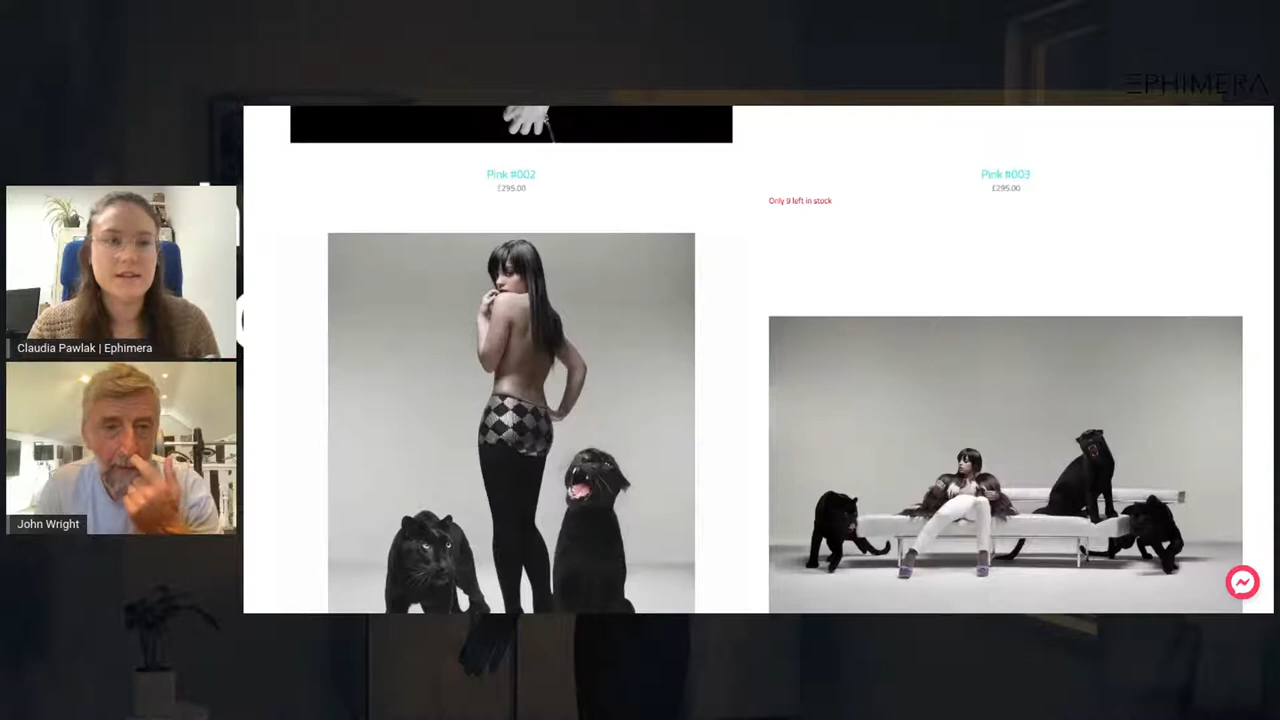 EPHIMERA
Pink #002
£295.00
Pink #003
£295.00
Only 9 left in stock
Claudia Pawlak | Ephimera
John Wright